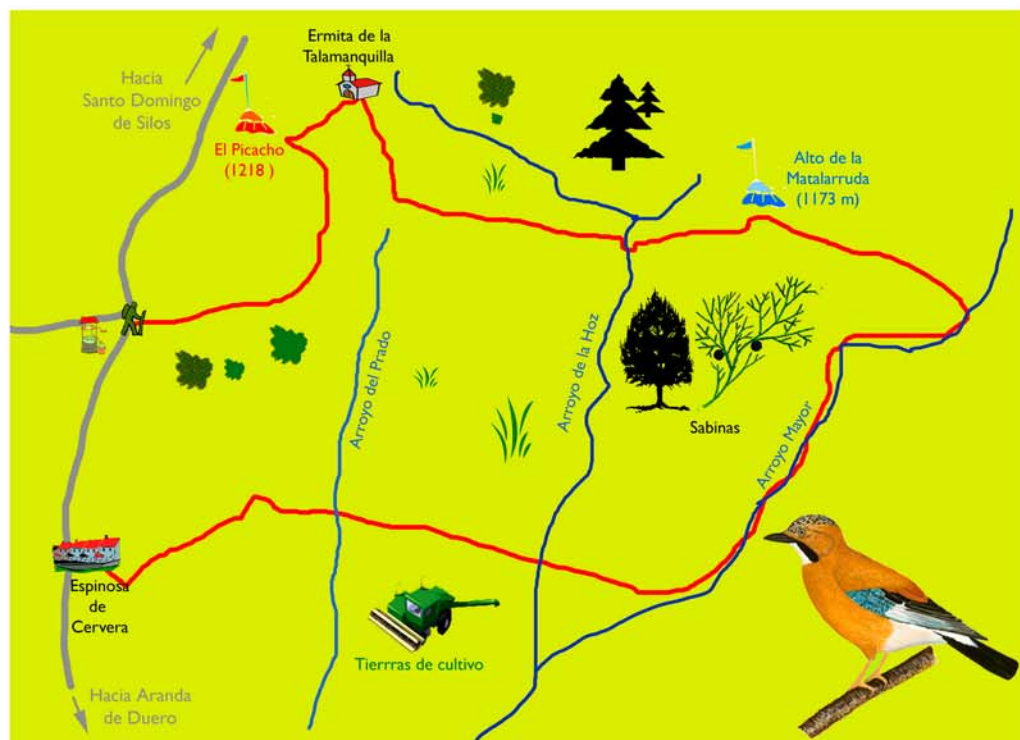 Ermita de la
Talamanquilla
Hacia
Santo Domingo
de Silos
El Picacho
(1218 )
Alto de la
Matalarruda
(1173 m)
Arroyo del Prado
Arroyo de la Hoz
Arroyo Mayor
Sabinas
Espinosa
de
Cervera
Tierrras de cultivo
Hacia Aranda
de Duero